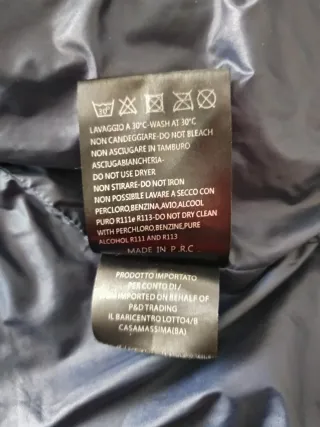 30°
LAVAGGIO A 30°C-WASH AT 30°C
NON CANDEGGIARE-DO NOT BLEACH
NON ASCIUGARE IN TAMBURO
ASCIUGABIANCHERIA-
DO NOT USE DRYER
NON STIRARE-DO NOT IRON
NON POSSIBILE LAVARE A SECCO CON
PERCLORO,BENZINA,AVIO,ALCOOL
PURO R111e R113-DO NOT DRY CLEAN
WITH PERCHLORO,BENZINE,PURE
ALCOHOL R111 AND R113
MADE IN P.R.C
PRODOTTO IMPORTATO
PER CONTO DI /
IMPORTED ON BEHALF OF
P&D TRADING
IL BARICENTRO LOTTO4/B
CASAMASSIMA(BA)